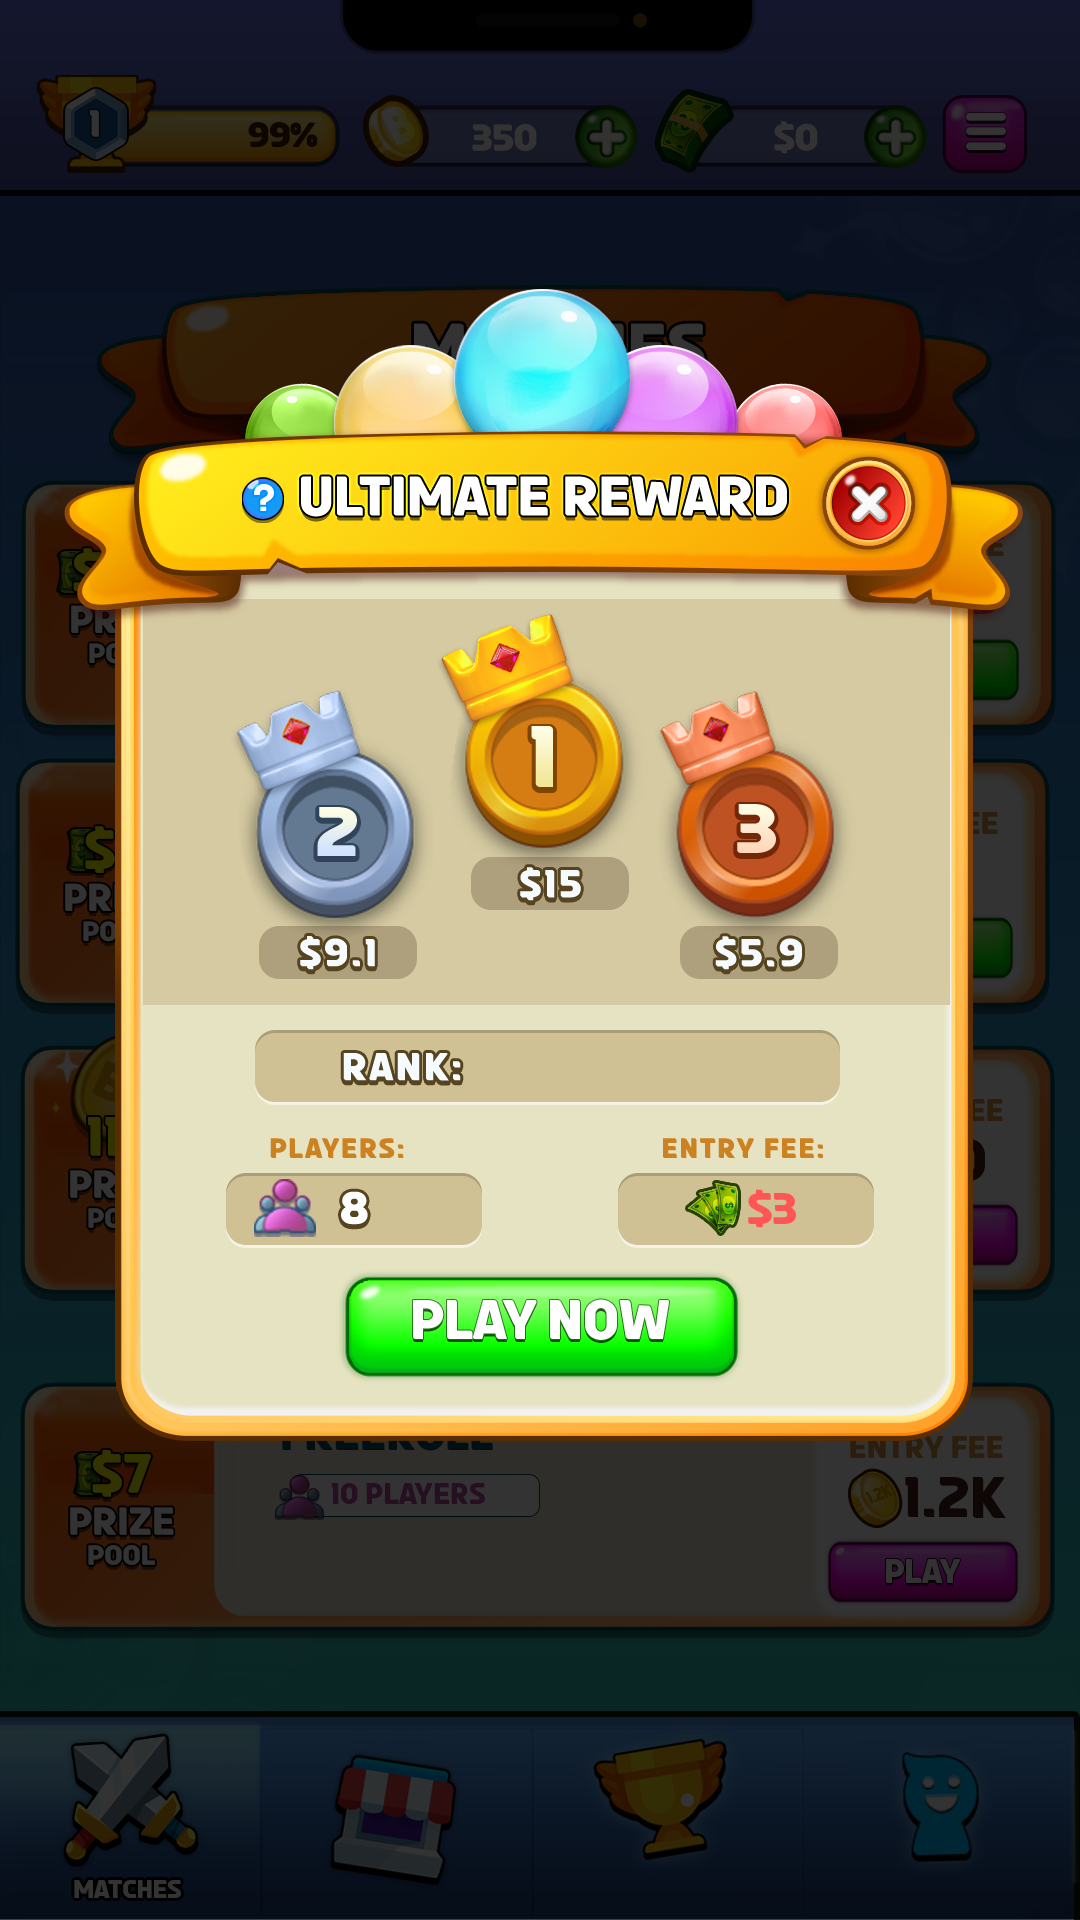 1
99%
350
$0
? ULTIMATE REWARD
1
2
3
$15
$9.1
$5.9
RANK:
PLAYERS:
ENTRY FEE:
8
$3
PLAY NOW
$7
PRIZE
POOL
10 PLAYERS
ENTRY FEE
1.2K
PLAY
MATCHES